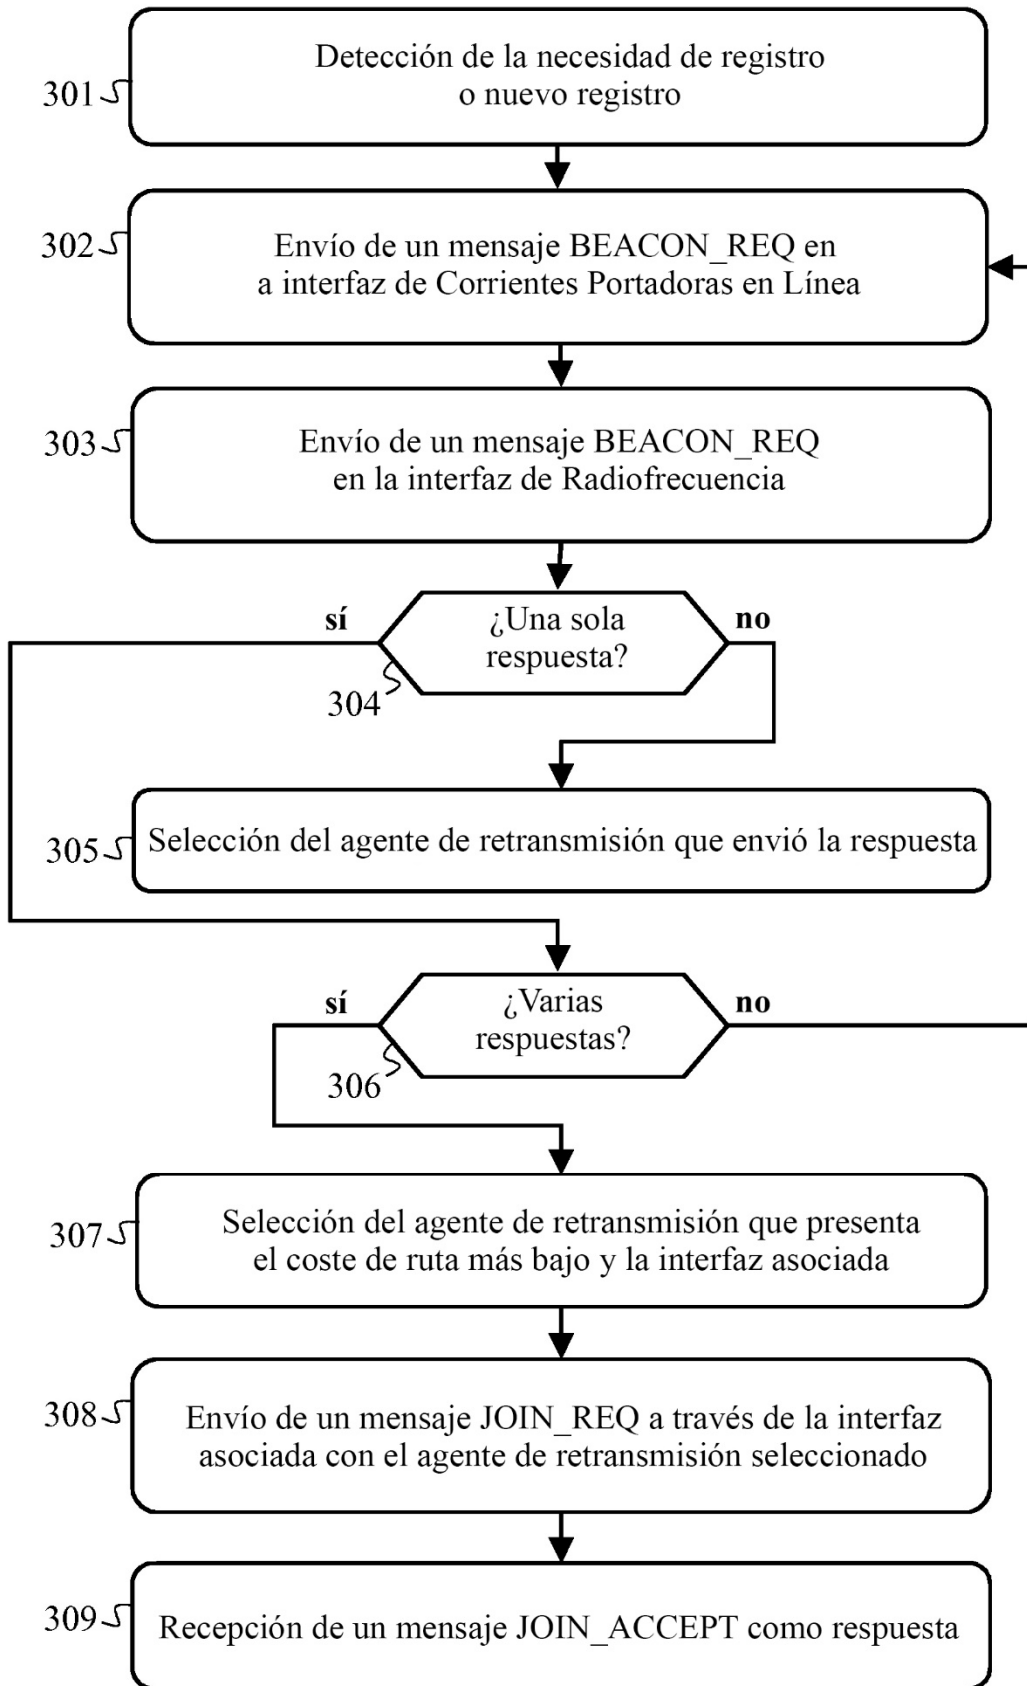 Detección de la necesidad de registro
o nuevo registro
301
302
Envío de un mensaje BEACON_REQ en
a interfaz de Corrientes Portadoras en Línea
303
Envío de un mensaje BEACON_REQ
en la interfaz de Radiofrecuencia
sí
¿Una sola
respuesta?
no
304
305
Selección del agente de retransmisión que envió la respuesta
sí
¿Varias
respuestas?
no
306
307
Selección del agente de retransmisión que presenta
el coste de ruta más bajo y la interfaz asociada
308
Envío de un mensaje JOIN_REQ a través de la interfaz
asociada con el agente de retransmisión seleccionado
309
Recepción de un mensaje JOIN_ACCEPT como respuesta